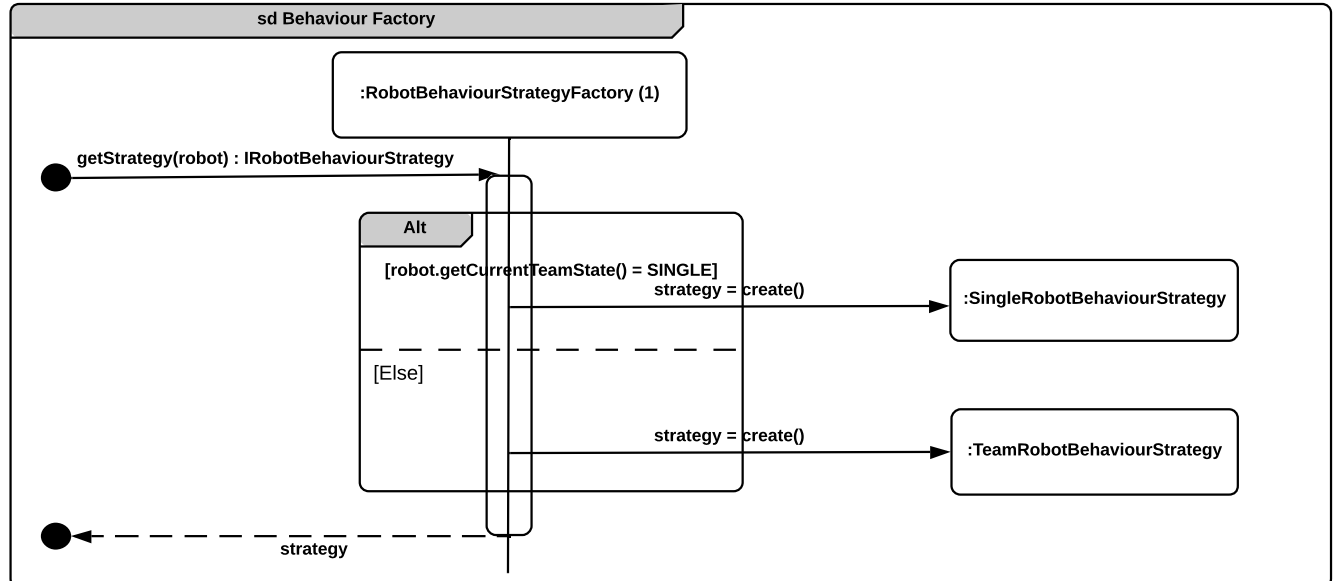 sd Behaviour Factory
:RobotBehaviourStrategyFactory (1)
getStrategy(robot) : IRobotBehaviourStrategy
Alt
[robot.getCurrentTeamState() = SINGLE]
strategy = create()
:SingleRobotBehaviourStrategy
[Else]
strategy = create()
:TeamRobotBehaviourStrategy
strategy